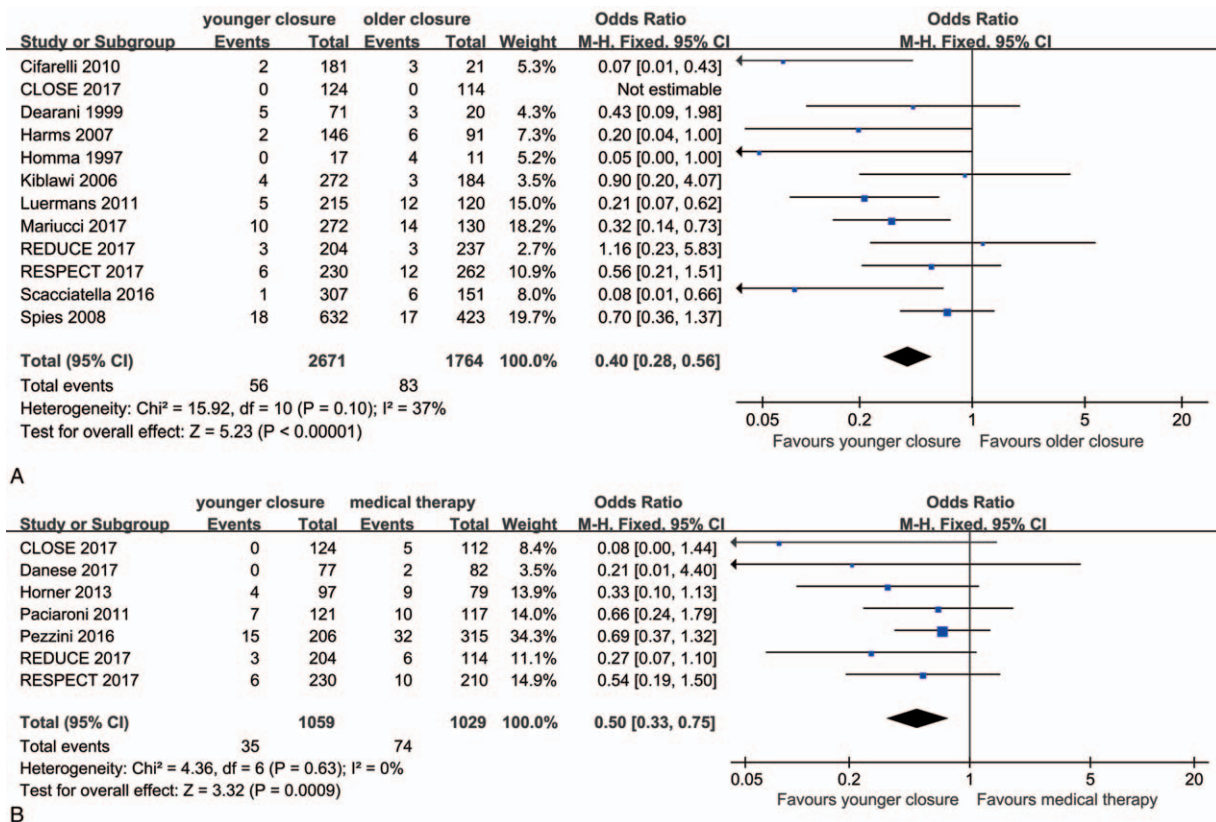 younger closure older closure Odds Ratio Odds Ratio
Study or Subgroup Events Total Events Total Weight M-H, Fixed, 95% CI M-H, Fixed, 95% CI
Cifarelli 2010 2 181 3 21 5.3% 0.07 [0.01, 0.43]
CLOSE 2017 0 124 0 114 Not estimable
Dearani 1999 5 71 3 20 4.3% 0.43 [0.09, 1.98]
Harms 2007 2 146 6 91 7.3% 0.20 [0.04, 1.00]
Homma 1997 0 17 4 11 5.2% 0.05 [0.00, 1.00]
Kiblawi 2006 4 272 3 184 3.5% 0.90 [0.20, 4.07]
Luermans 2011 5 215 12 120 15.0% 0.21 [0.07, 0.62]
Mariucci 2017 10 272 14 130 18.2% 0.32 [0.14, 0.73]
REDUCE 2017 3 204 3 237 2.7% 1.16 [0.23, 5.83]
RESPECT 2017 6 230 12 262 10.9% 0.56 [0.21, 1.51]
Scacciatella 2016 1 307 6 151 8.0% 0.08 [0.01, 0.66]
Spies 2008 18 632 17 423 19.7% 0.70 [0.36, 1.37]
Total (95% CI) 2671 1764 100.0% 0.40 [0.28, 0.56]
Total events 56 83
Heterogeneity: Chi² = 15.92, df = 10 (P = 0.10); I² = 37%
Test for overall effect: Z = 5.23 (P < 0.00001)
0.05 0.2 1 5 20
Favours younger closure Favours older closure
A
younger closure medical therapy Odds Ratio Odds Ratio
Study or Subgroup Events Total Events Total Weight M-H, Fixed, 95% CI M-H, Fixed, 95% CI
CLOSE 2017 0 124 5 112 8.4% 0.08 [0.00, 1.44]
Danese 2017 0 77 2 82 3.5% 0.21 [0.01, 4.40]
Horner 2013 4 97 9 79 13.9% 0.33 [0.10, 1.13]
Paciaroni 2011 7 121 10 117 14.0% 0.66 [0.24, 1.79]
Pezzini 2016 15 206 32 315 34.3% 0.69 [0.37, 1.32]
REDUCE 2017 3 204 6 114 11.1% 0.27 [0.07, 1.10]
RESPECT 2017 6 230 10 210 14.9% 0.54 [0.19, 1.50]
Total (95% CI) 1059 1029 100.0% 0.50 [0.33, 0.75]
Total events 35 74
Heterogeneity: Chi² = 4.36, df = 6 (P = 0.63); I² = 0%
Test for overall effect: Z = 3.32 (P = 0.0009)
0.05 0.2 1 5 20
Favours younger closure Favours medical therapy
B